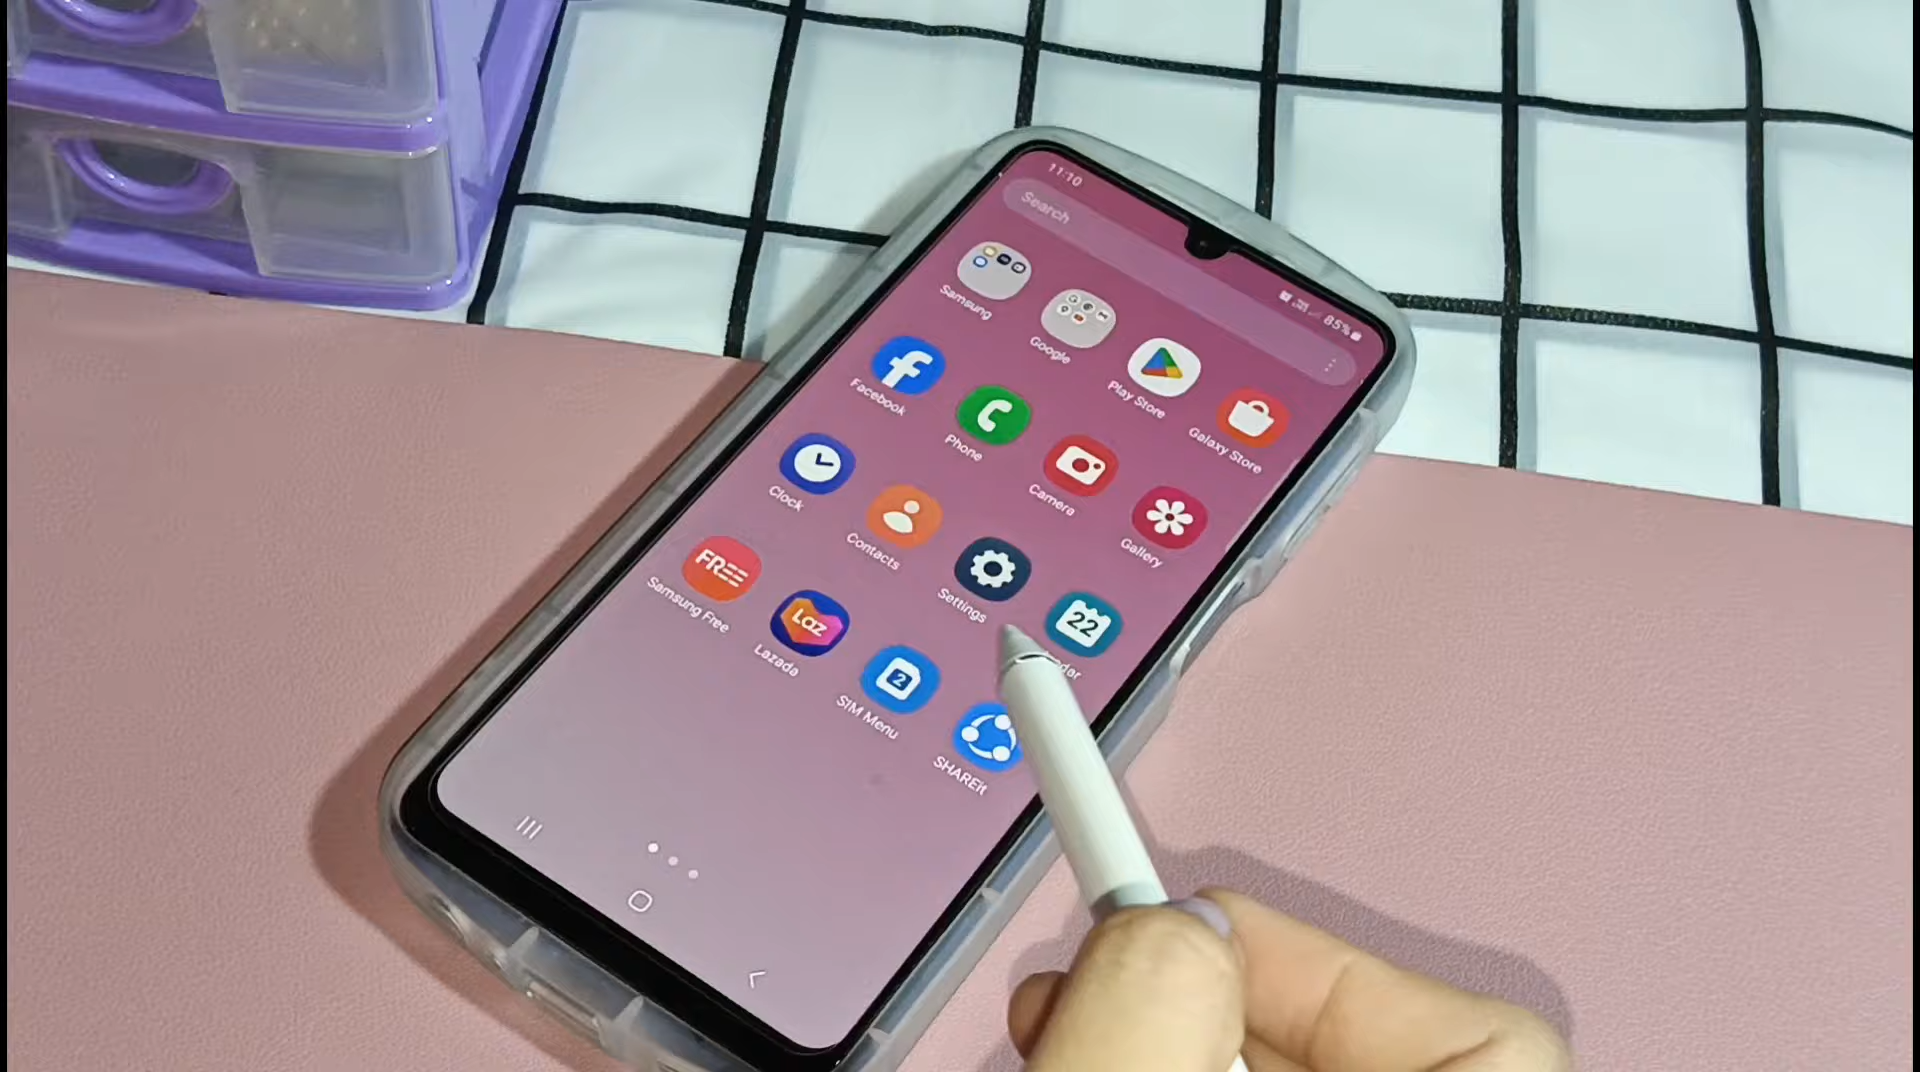 11:10
85%
Search
Samsung
Google
Play Store
Galaxy Store
Facebook
Phone
Camera
Gallery
Clock
Contacts
Settings
22
FREE
Samsung Free
Laz
Lazada
2
SIM Menu
SHAREit